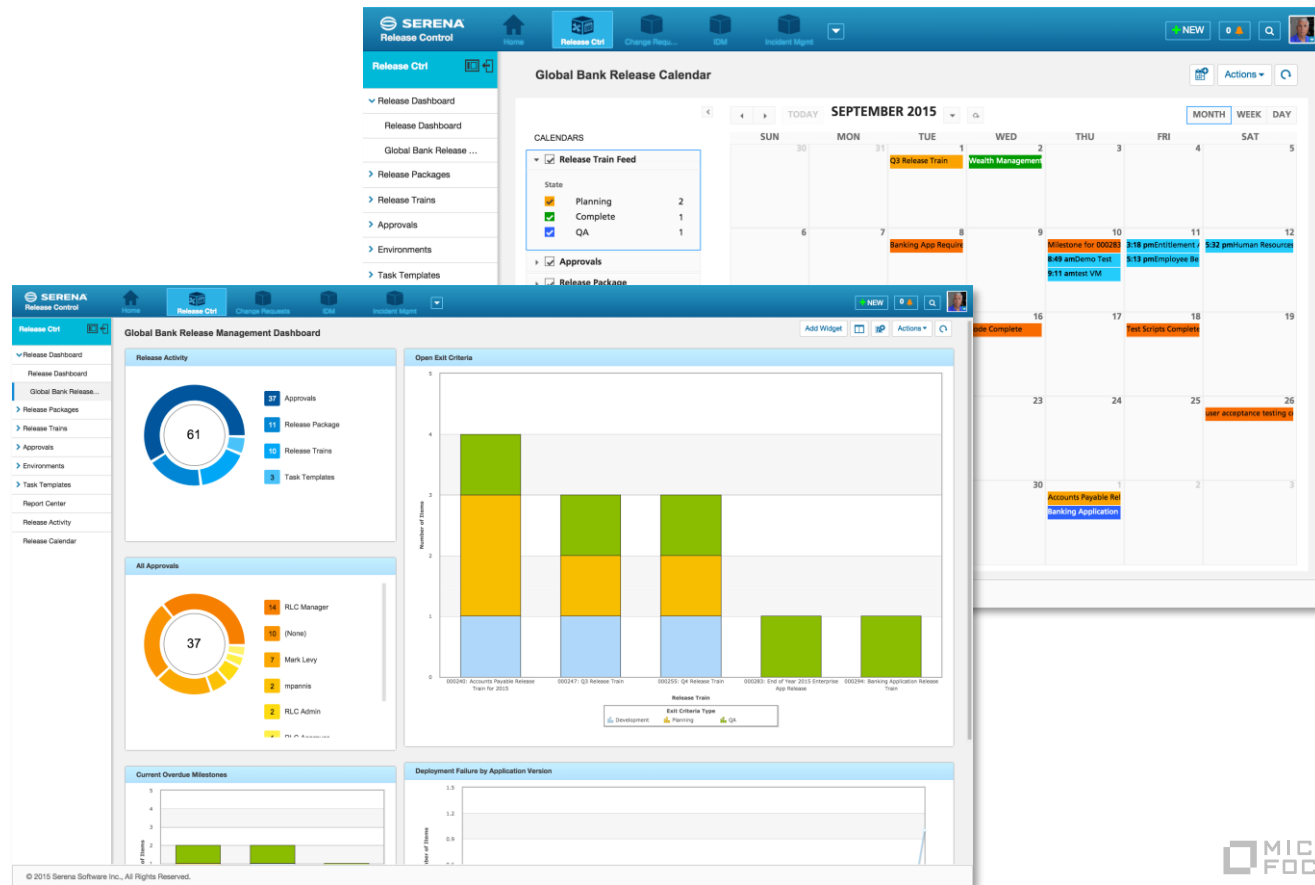 SERENA
Release Control
Home
Release Ctrl
Change Requ...
IDM
Incident Mgmt
+NEW
0
Release Ctrl
Global Bank Release Calendar
Actions
Release Dashboard
Release Dashboard
Global Bank Release ...
Release Packages
Release Trains
Approvals
Environments
Task Templates
TODAY
SEPTEMBER 2015
MONTH WEEK DAY
CALENDARS
Release Train Feed
State
Planning 2
Complete 1
QA 1
Approvals
Release Package
SUN MON TUE WED THU FRI SAT
30 31 1 2 3 4 5
Q3 Release Train
Wealth Management
6 7 8 9 10 11 12
Banking App Require
Milestone for 000283
3:18 pmEntitlement
5:32 pmHuman Resources
8:49 amDemo Test
5:13 pmEmployee Be
9:11 amtest VM
16 17 18 19
ode Complete
Test Scripts Complete
23 24 25 26
user acceptance testing
30 1 2 3
Accounts Payable Rel
Banking Application
SERENA
Release Control
Home
Release Ctrl
Change Requests
IDM
Incident Mgmt
+NEW
0
Release Ctrl
Global Bank Release Management Dashboard
Add Widget
Actions
Release Dashboard
Release Dashboard
Global Bank Release...
Release Packages
Release Trains
Approvals
Environments
Task Templates
Report Center
Release Activity
Release Calendar
Release Activity
61
37 Approvals
11 Release Package
10 Release Trains
3 Task Templates
All Approvals
37
14 RLC Manager
10 (None)
7 Mark Levy
2 mpannis
2 RLC Admin
Open Exit Criteria
5
4
3
2
1
0
Number of Items
000240: Accounts Payable Release
Train for 2015
000247: Q3 Release Train
000255: Q4 Release Train
000283: End of Year 2015 Enterprise
App Release
000294: Banking Application Release
Train
Release Train
Exit Criteria Type
Development Planning QA
Current Overdue Milestones
5
4
3
2
1
of Items
Deployment Failure by Application Version
1.5
1.2
0.9
ber of Items
© 2015 Serena Software Inc., All Rights Reserved.
MIC
FOC